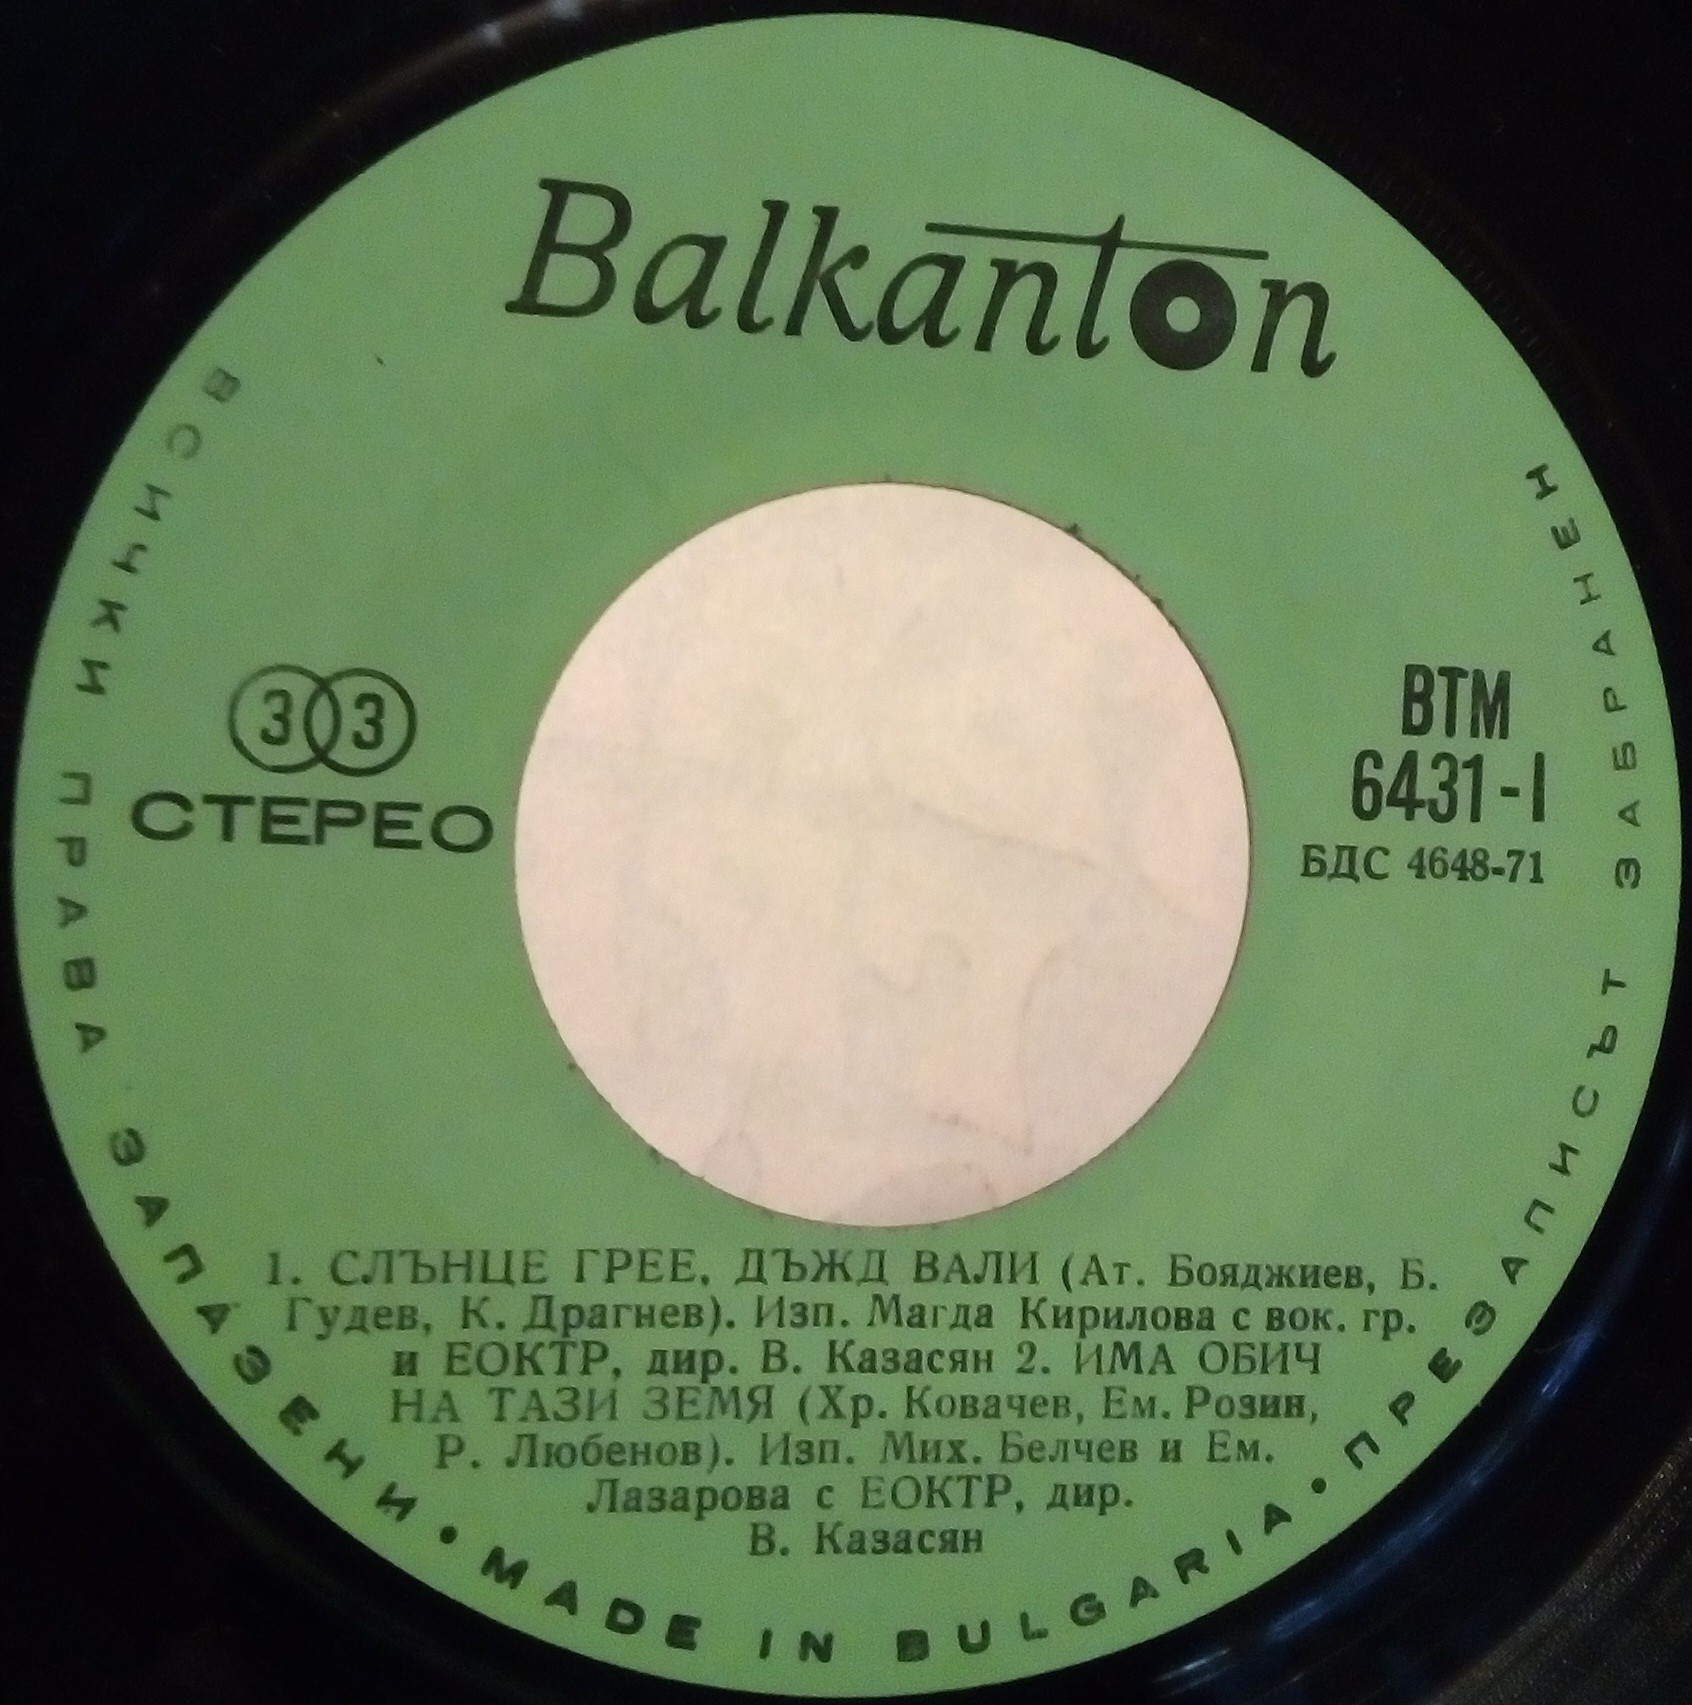 Balkanton
33
СТЕРЕО
ВТМ
6431-I
БДС 4648-71
1. СЛЪНЦЕ ГРЕЕ, ДЪЖД ВАЛИ (Ат. Бояджиев, Б.
Гудев, К. Драгнев). Изп. Магда Кирилова с вок. гр.
и ЕОКТР, дир. В. Казасян 2. ИМА ОБИЧ
НА ТАЗИ ЗЕМЯ (Хр. Ковачев, Ем. Розин,
Р. Любенов). Изп. Мих. Белчев и Ем.
Лазарова с ЕОКТР, дир.
В. Казасян
ВСИЧКИ ПРАВА ЗАПАЗЕНИ • MADE IN BULGARIA • ПРЕЗАПИСЪТ ЗАБРАНЕН